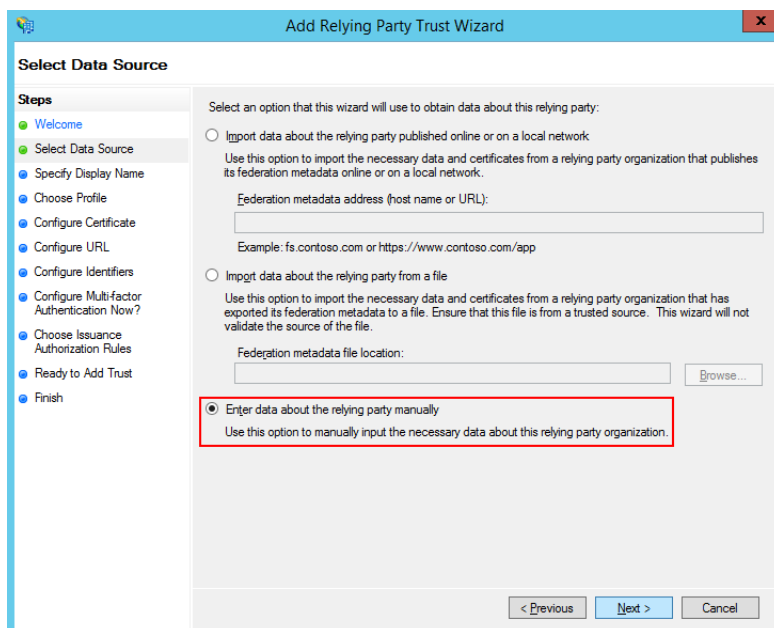 Add Relying Party Trust Wizard
x
Select Data Source
Steps
Welcome
Select Data Source
Specify Display Name
Choose Profile
Configure Certificate
Configure URL
Configure Identifiers
Configure Multi-factor
Authentication Now?
Choose Issuance
Authorization Rules
Ready to Add Trust
Finish
Select an option that this wizard will use to obtain data about this relying party:
Import data about the relying party published online or on a local network
Use this option to import the necessary data and certificates from a relying party organization that publishes
its federation metadata online or on a local network.
Federation metadata address (host name or URL):
Example: fs.contoso.com or https://www.contoso.com/app
Import data about the relying party from a file
Use this option to import the necessary data and certificates from a relying party organization that has
exported its federation metadata to a file. Ensure that this file is from a trusted source. This wizard will not
validate the source of the file.
Federation metadata file location:
Browse...
Enter data about the relying party manually
Use this option to manually input the necessary data about this relying party organization.
< Previous
Next >
Cancel